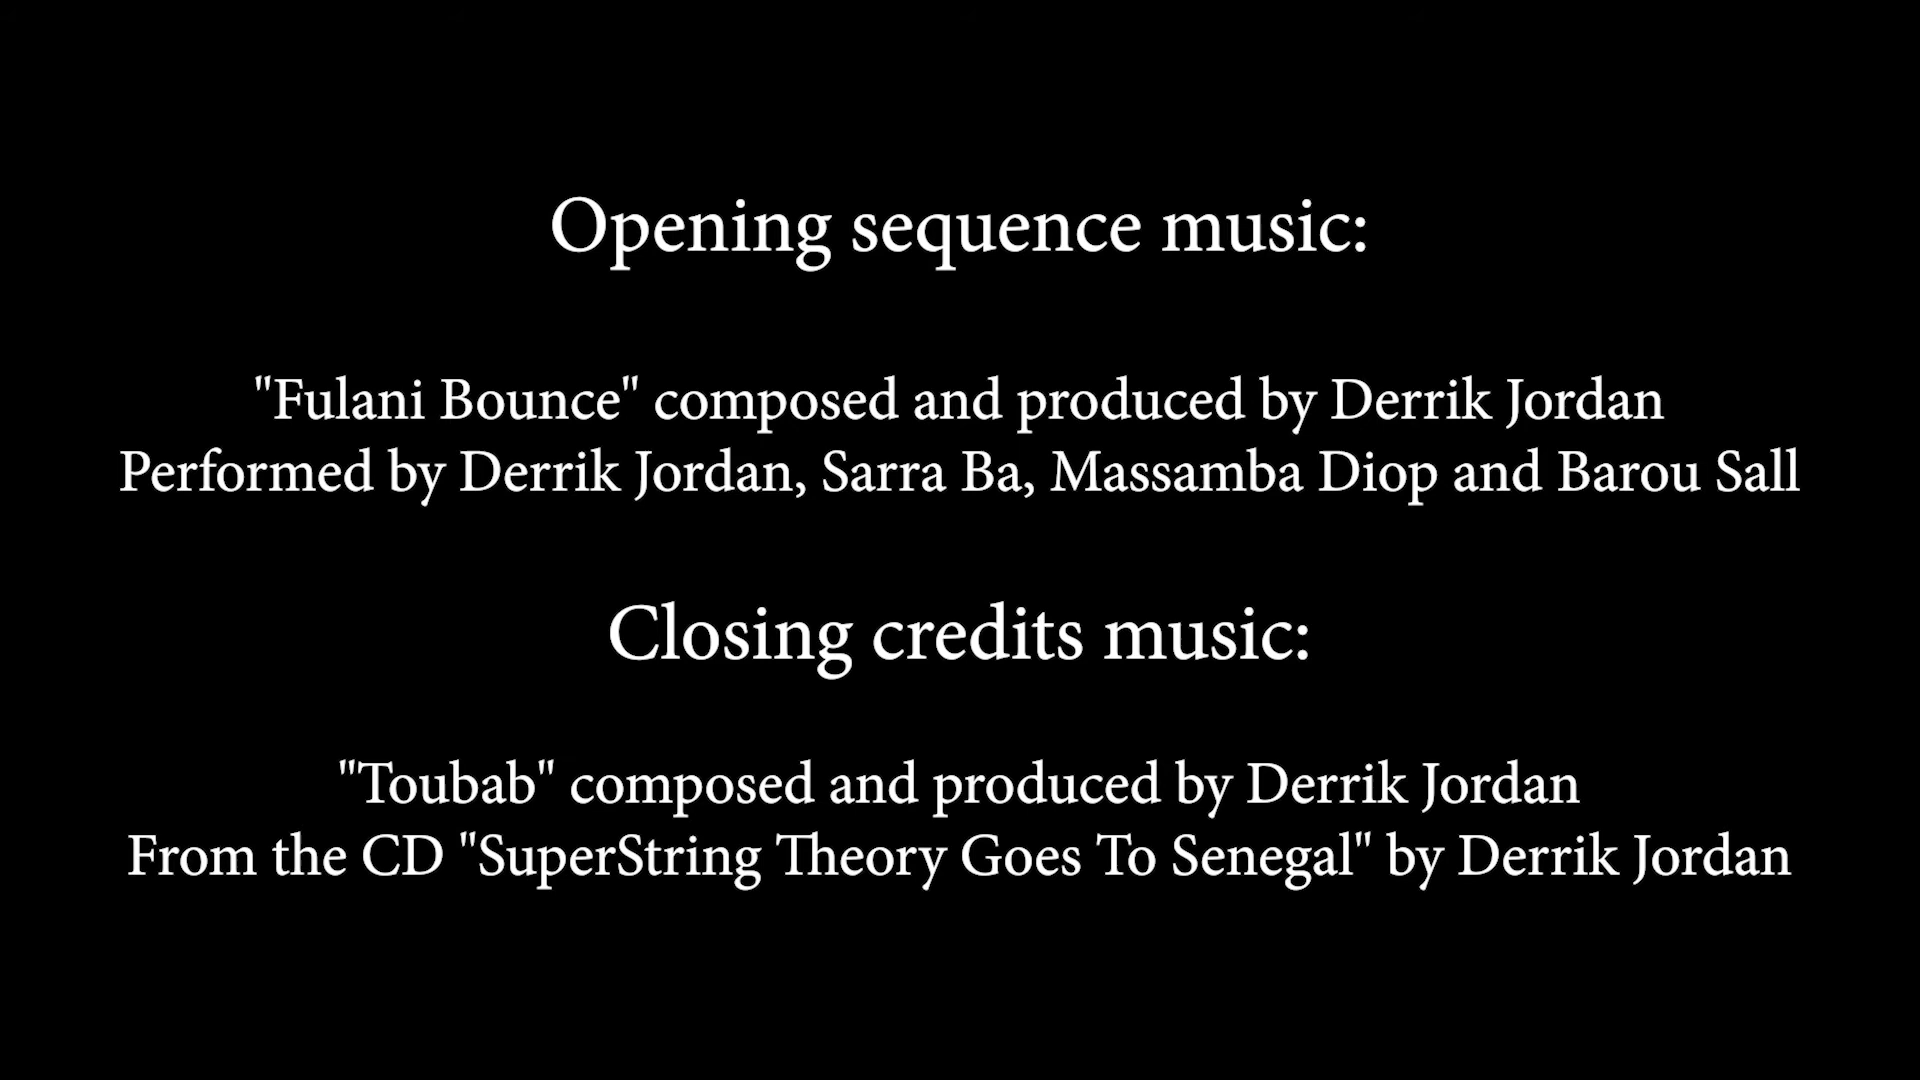 Opening sequence music:
"Fulani Bounce" composed and produced by Derrik Jordan
Performed by Derrik Jordan, Sarra Ba, Massamba Diop and Barou Sall
Closing credits music:
"Toubab" composed and produced by Derrik Jordan
From the CD "SuperString Theory Goes To Senegal" by Derrik Jordan